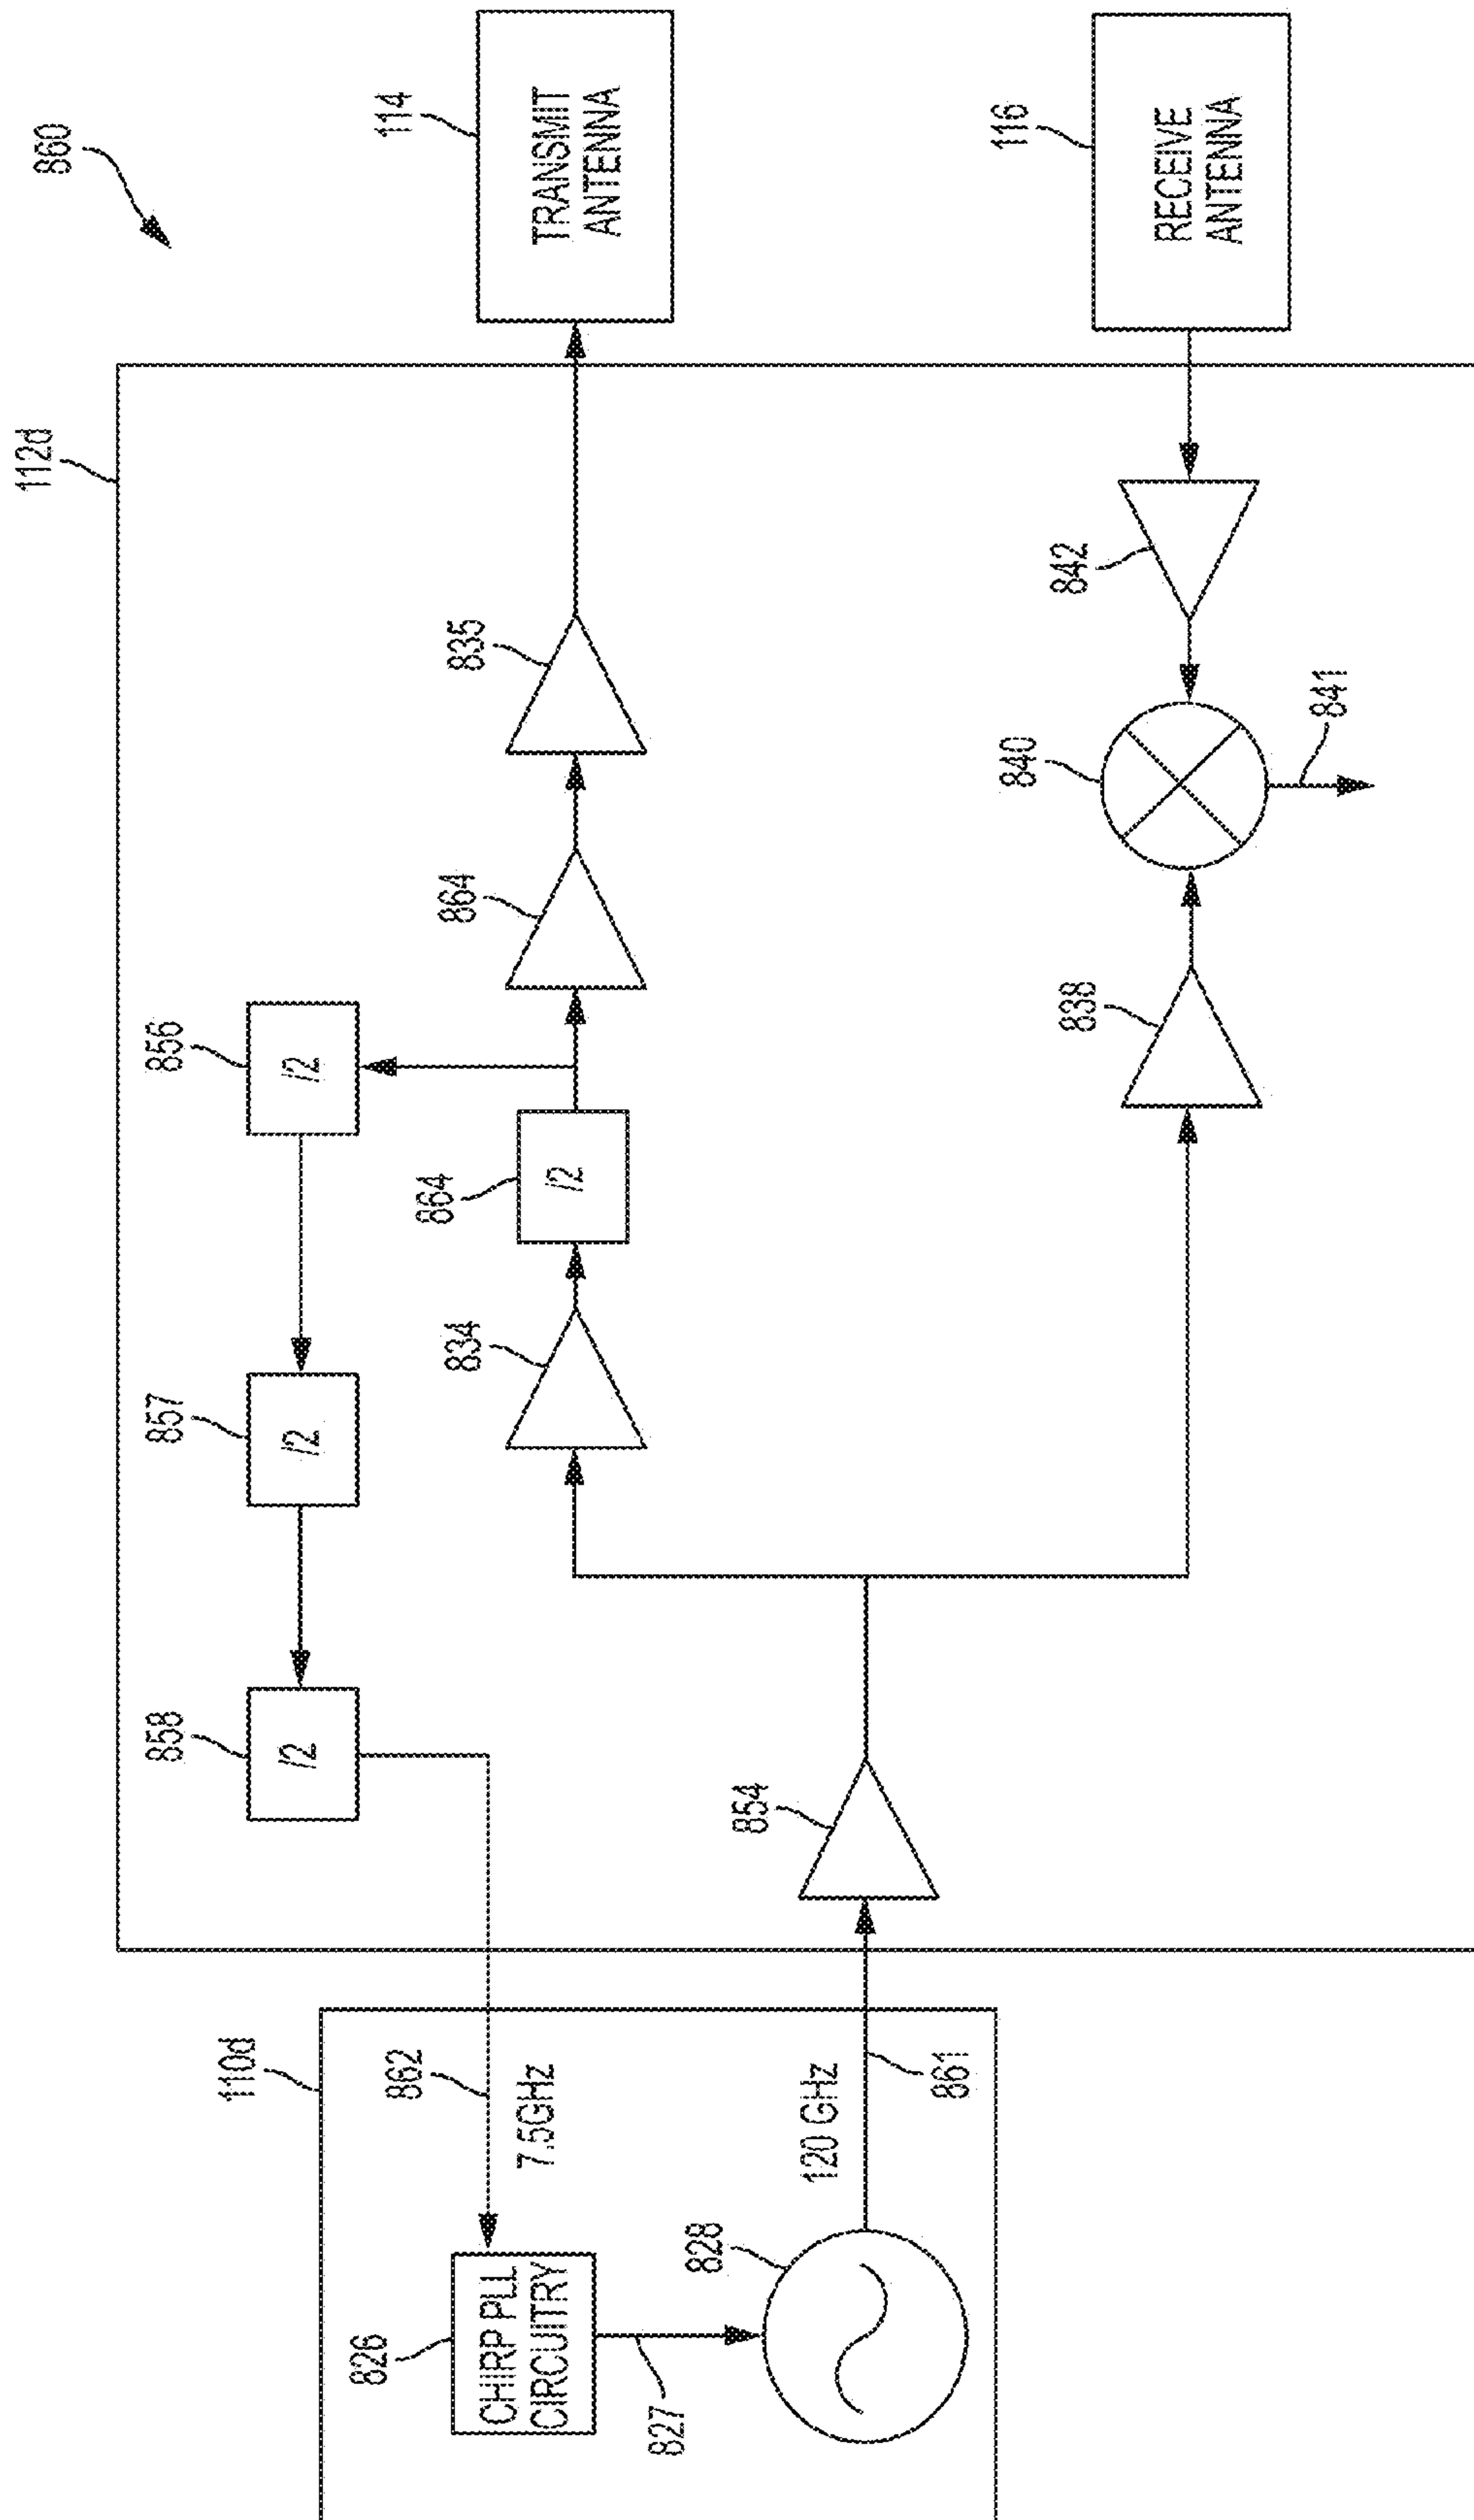 860
112d
110d
858
/2
857
/2
856
/2
862
7.5GHz
826
CHIRP PLL
CIRCUITRY
827
828
120 GHz
861
854
834
864
/2
864
835
114
TRANSMIT
ANTENNA
838
840
841
842
116
RECEIVE
ANTENNA